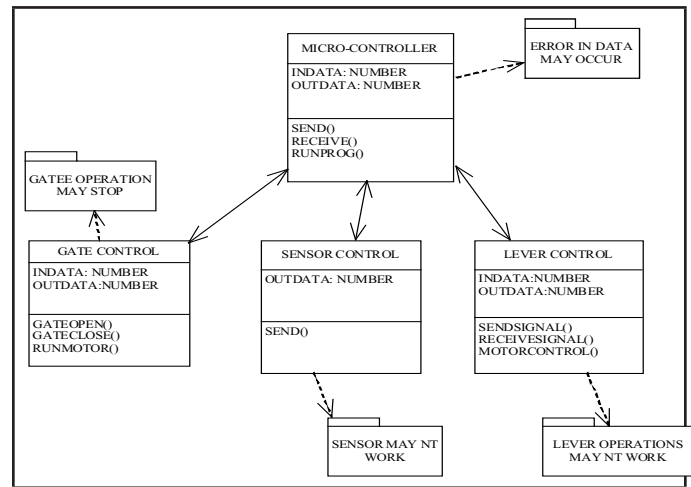 MICRO-CONTROLLER
INDATA: NUMBER
OUTDATA: NUMBER
SEND()
RECEIVE()
RUNPROG()
ERROR IN DATA
MAY OCCUR
GATEE OPERATION
MAY STOP
GATE CONTROL
INDATA: NUMBER
OUTDATA:NUMBER
GATEOPEN()
GATECLOSE()
RUNMOTOR()
SENSOR CONTROL
OUTDATA: NUMBER
SEND()
LEVER CONTROL
INDATA:NUMBER
OUTDATA:NUMBER
SENDSIGNAL()
RECEIVESIGNAL()
MOTORCONTROL()
SENSOR MAY NT
WORK
LEVER OPERATIONS
MAY NT WORK